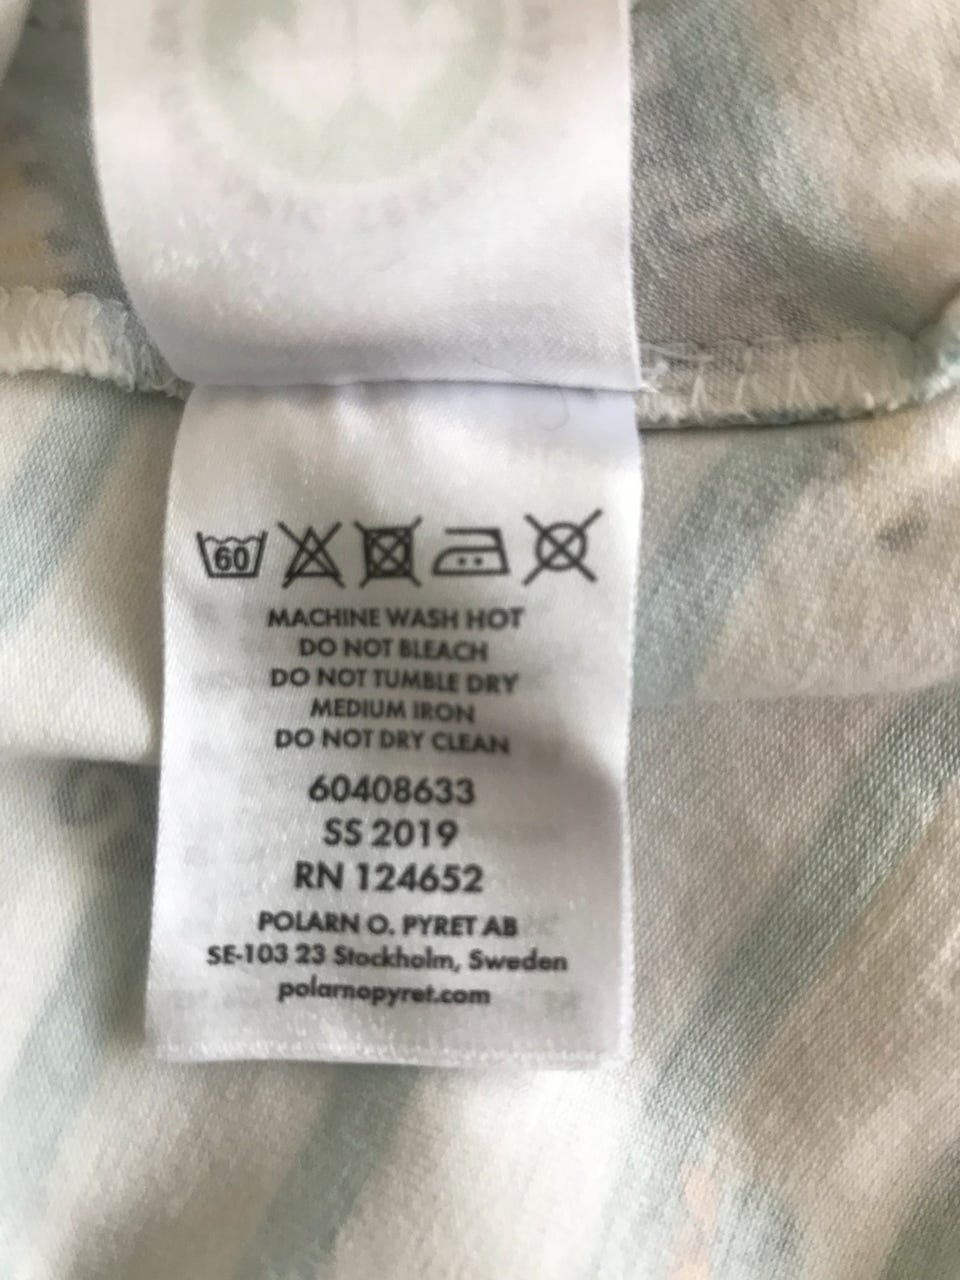 60
MACHINE WASH HOT
DO NOT BLEACH
DO NOT TUMBLE DRY
MEDIUM IRON
DO NOT DRY CLEAN
60408633
SS 2019
RN 124652
POLARN O. PYRET AB
SE-103 23 Stockholm, Sweden
polarnopyret.com